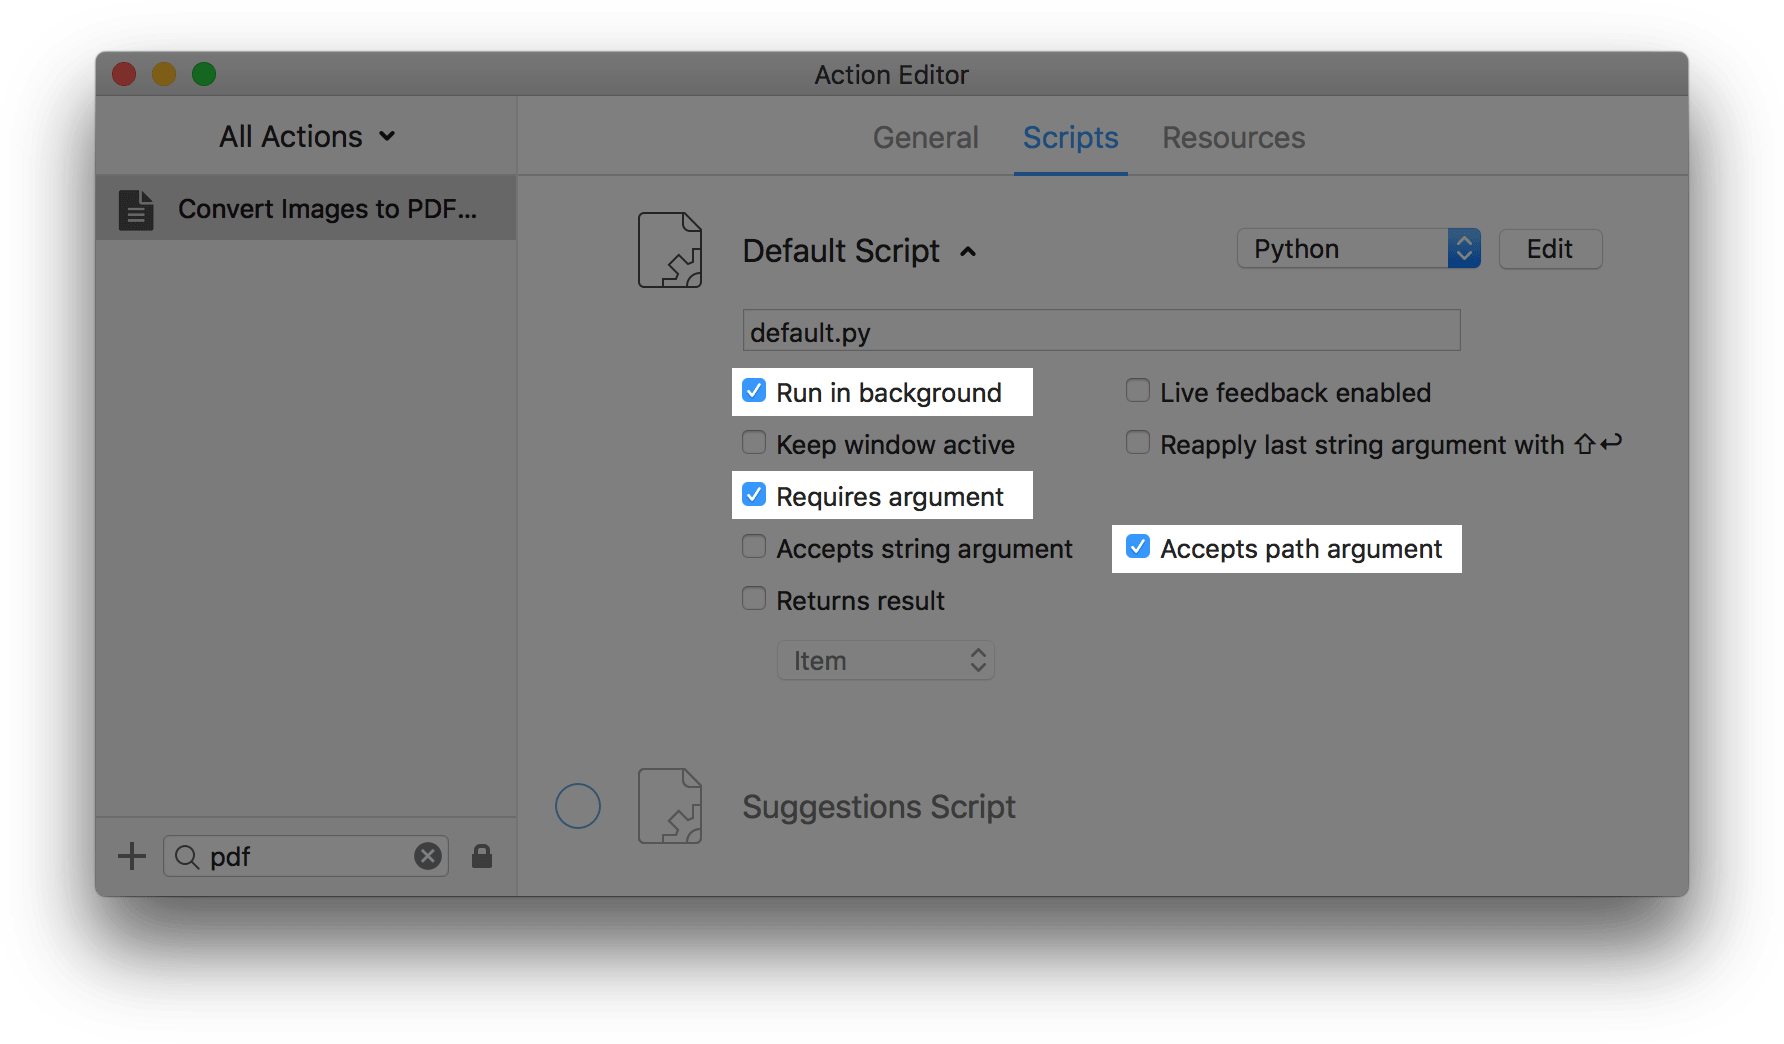 Action Editor
All Actions
General Scripts Resources
Convert Images to PDF...
Default Script
Python
Edit
default.py
Run in background
Live feedback enabled
Keep window active
Reapply last string argument with ⇧↩
Requires argument
Accepts string argument
Accepts path argument
Returns result
Item
Suggestions Script
pdf